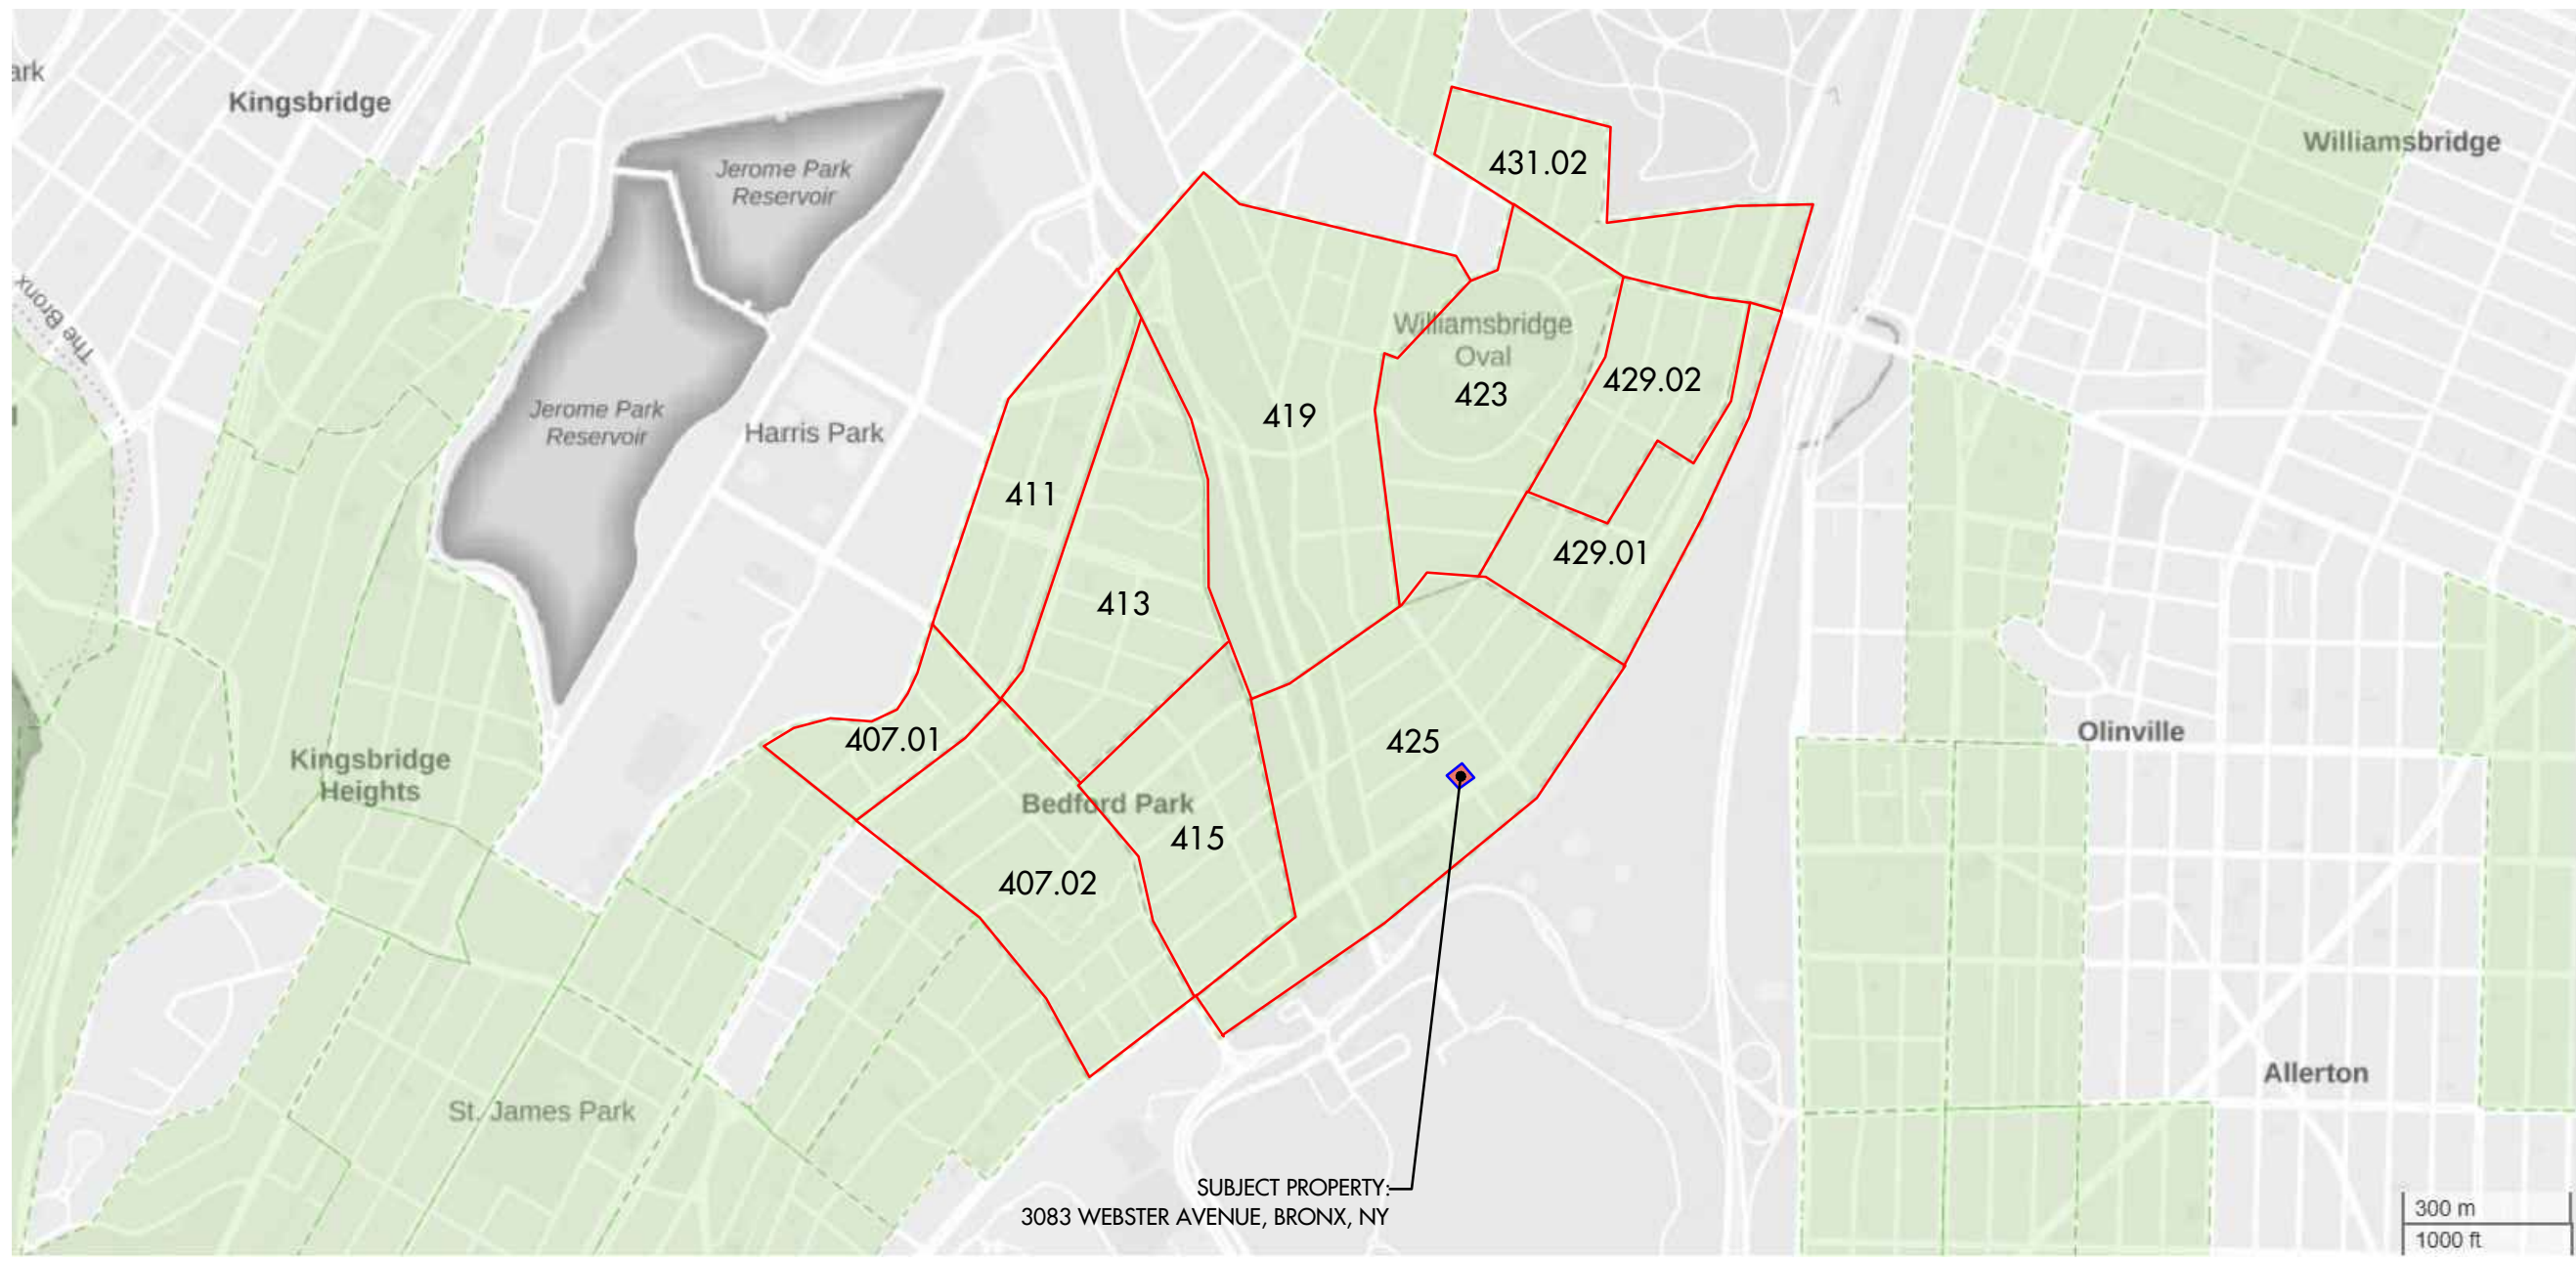 ark
Kingsbridge
Williamsbridge
431.02
Jerome Park
Reservoir
The Bronx
Williamsbridge
Oval
423
429.02
419
Jerome Park
Reservoir
Harris Park
411
429.01
413
407.01
425
Olinville
Kingsbridge
Heights
Bedford Park
415
407.02
Allerton
St. James Park
SUBJECT PROPERTY:
3083 WEBSTER AVENUE, BRONX, NY
300 m
1000 ft